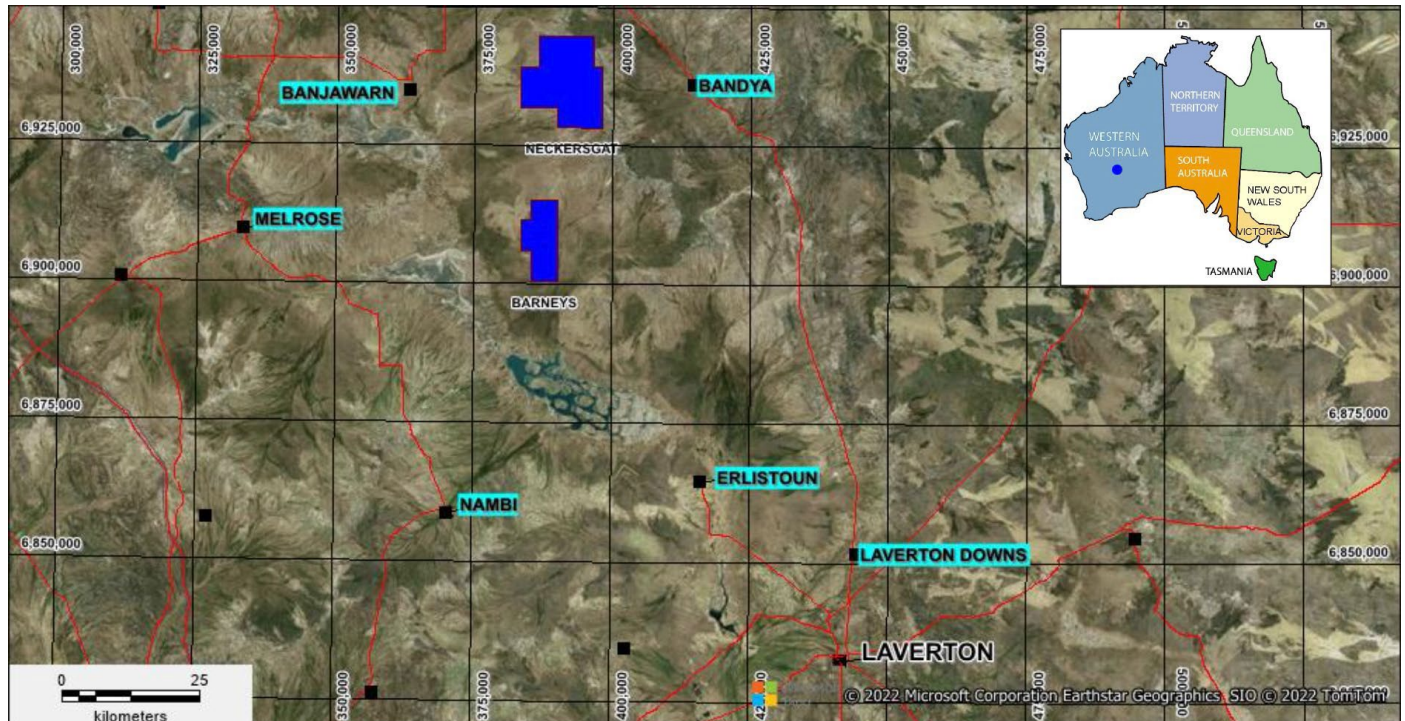 300,000
325,000
350,000
375,000
400,000
425,000
450,000
475,000
BANJAWARN
BANDYA
6,925,000
6,925,000
NECKERSGAT
MELROSE
6,900,000
6,900,000
BARNEYS
NORTHERN
TERRITORY
WESTERN
AUSTRALIA
QUEENSLAND
SOUTH
AUSTRALIA
NEW SOUTH
WALES
VICTORIA
TASMANIA
6,875,000
6,875,000
ERLISTOUN
NAMBI
6,850,000
LAVERTON DOWNS
6,850,000
LAVERTON
0 25
kilometers
350,000
375,000
400,000
© 2022 Microsoft Corporation Earthstar Geographics SIO © 2022 TomTom